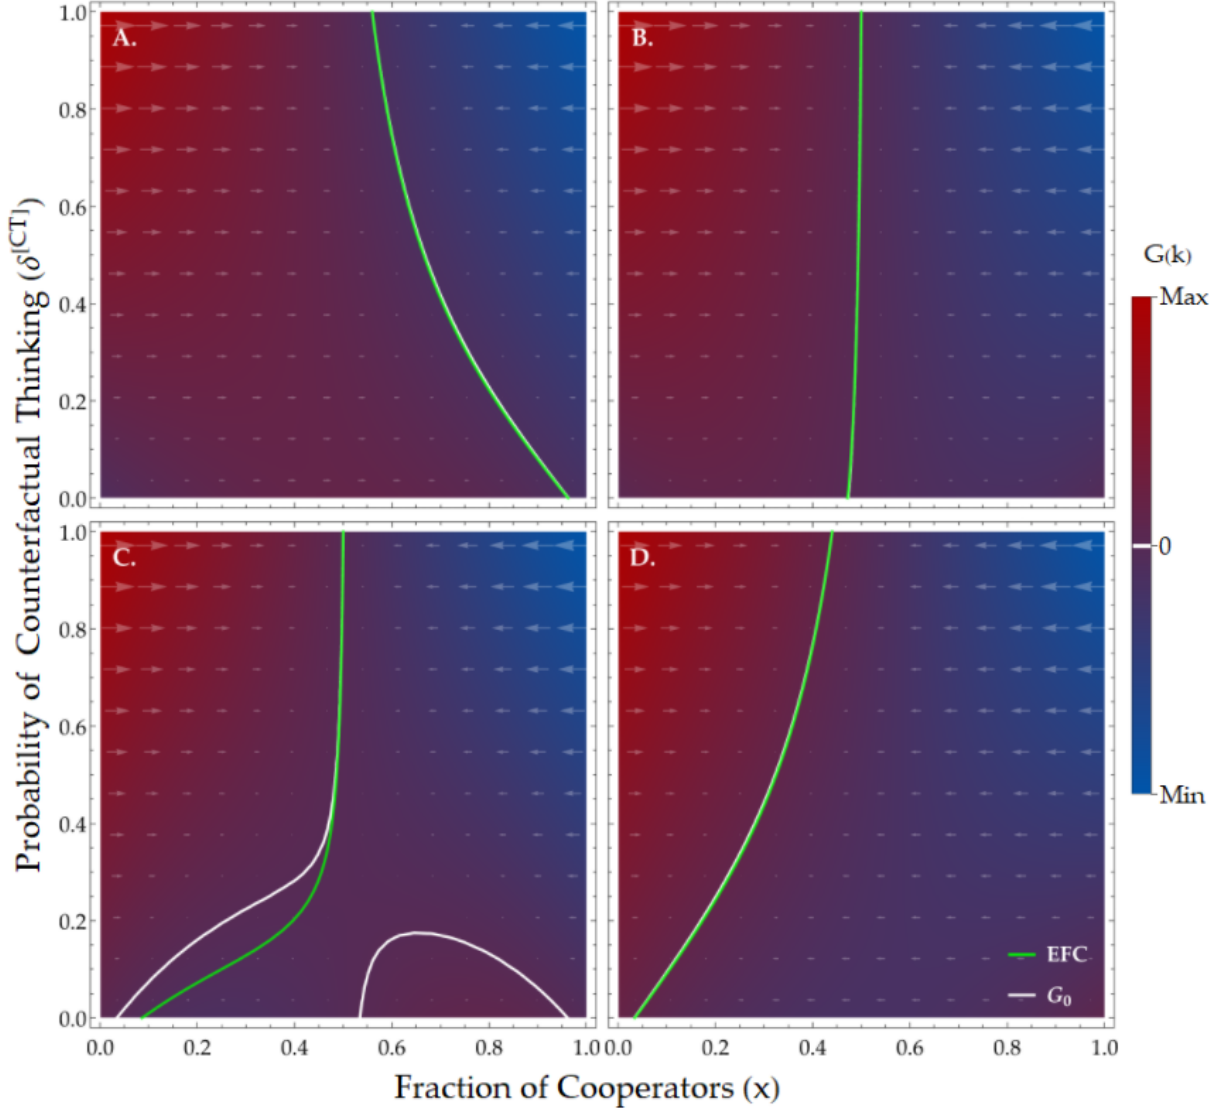 Probability of Counterfactual Thinking (δ^[CT])
1.0
0.8
0.6
0.4
0.2
0.0
A.
B.
1.0
0.8
0.6
0.4
0.2
0.0
C.
D.
EFC
G₀
0.0 0.2 0.4 0.6 0.8 1.0 0.0 0.2 0.4 0.6 0.8 1.0
Fraction of Cooperators (x)
G(k)
Max
0
Min